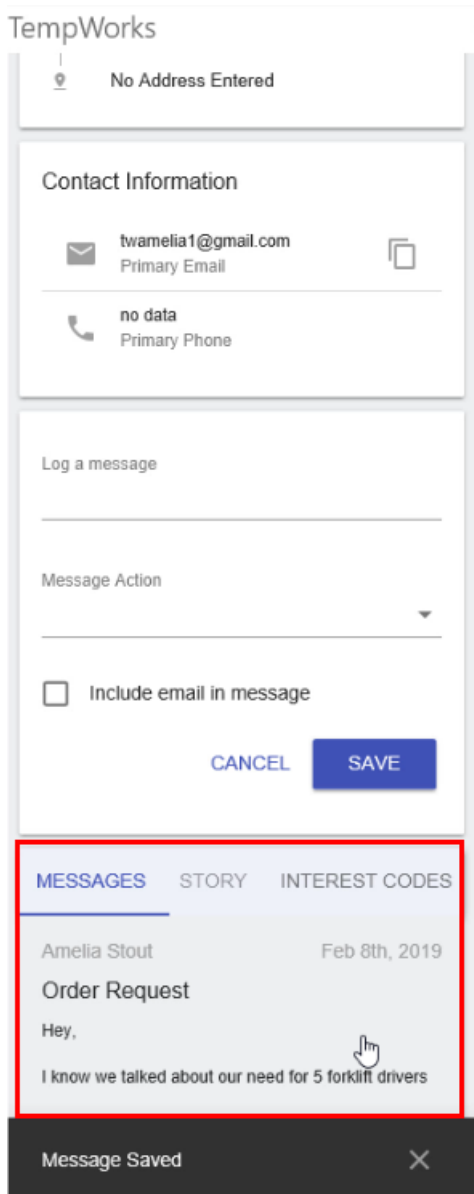 TempWorks
No Address Entered
Contact Information
twamelia1@gmail.com
Primary Email
no data
Primary Phone
Log a message
Message Action
Include email in message
CANCEL SAVE
MESSAGES STORY INTEREST CODES
Amelia Stout Feb 8th, 2019
Order Request
Hey,
I know we talked about our need for 5 forklift drivers
Message Saved